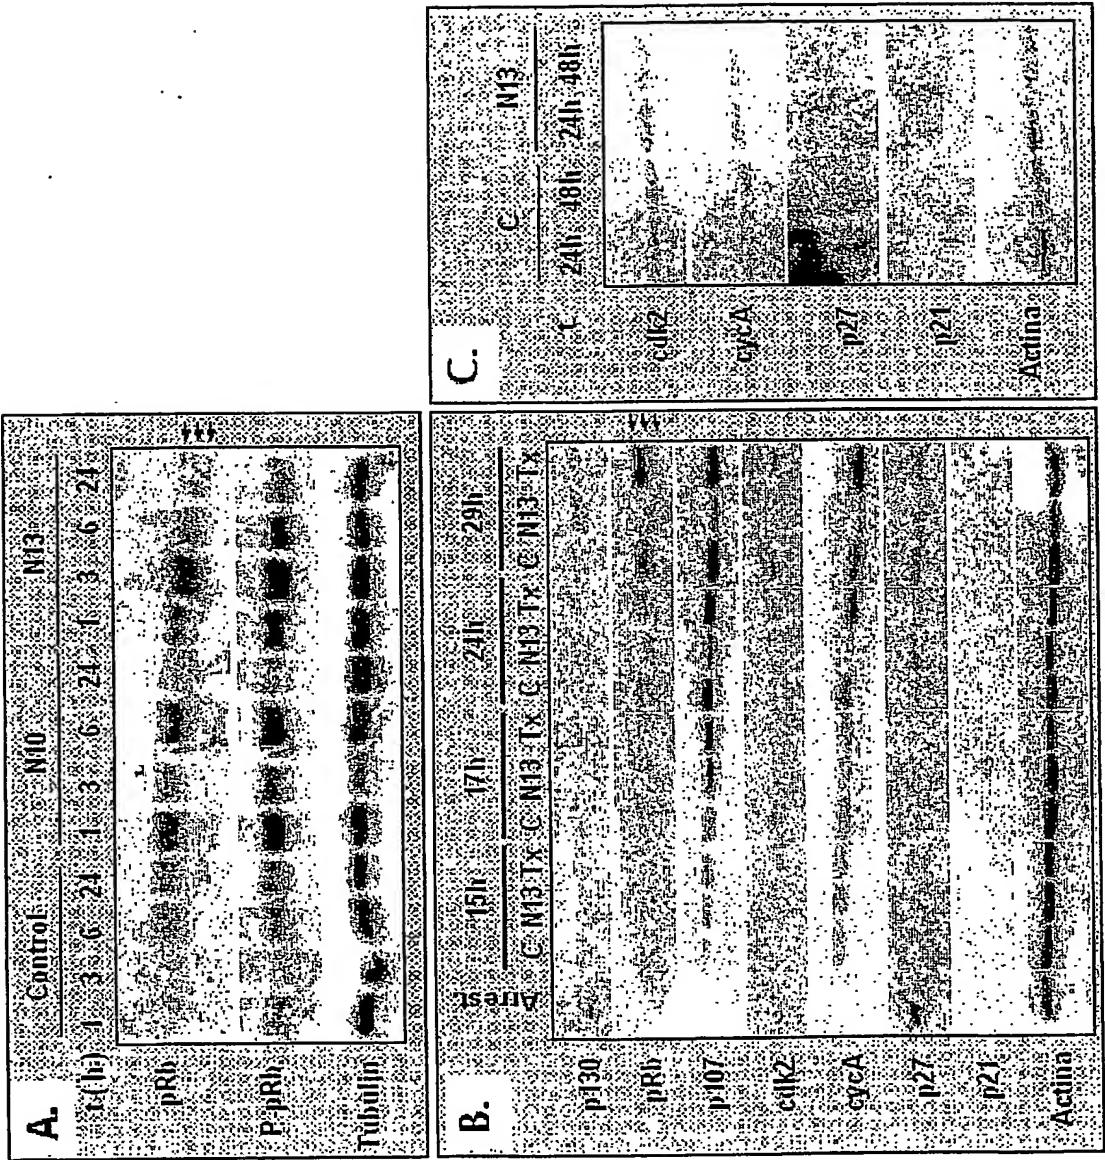 A.
Control N10 N13
t (h) 1 3 6 24 1 3 6 24 1 3 6 24
pRb
P-pRb
Tubulin
B.
Arrest 15h 17h 24h 29h
C N13 Tx C N13 Tx C N13 Tx C N13 Tx
p130
pRb
p107
cdk2
cycA
p27
p21
Actina
C.
C N13
t. 24h 48h 24h 48h
cdk2
cycA
p27
p21
Actina